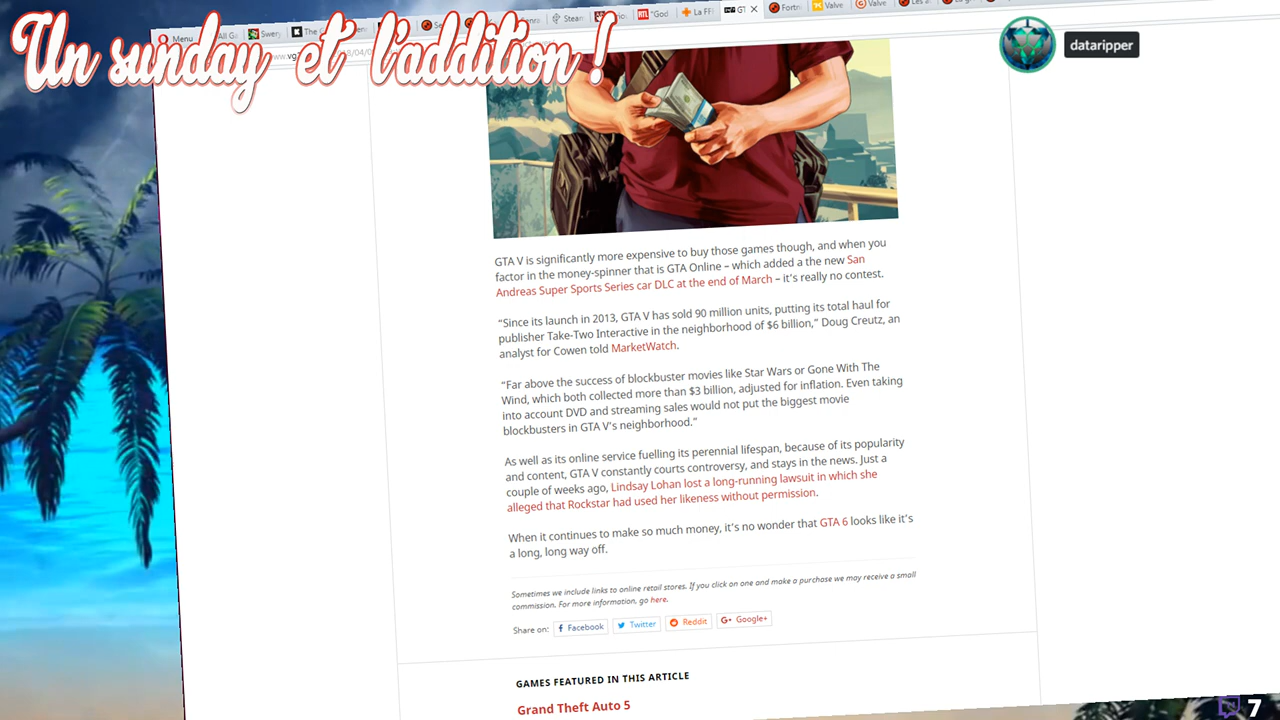 Un sunday et l'addition !
dataripper
Menu
Steam
"God
La FF
GT
Fortn
Valve
Valve
GTA V is significantly more expensive to buy those games though, and when you
factor in the money-spinner that is GTA Online – which added a the new San
Andreas Super Sports Series car DLC at the end of March – it's really no contest.
“Since its launch in 2013, GTA V has sold 90 million units, putting its total haul for
publisher Take-Two Interactive in the neighborhood of $6 billion,” Doug Creutz, an
analyst for Cowen told MarketWatch.
“Far above the success of blockbuster movies like Star Wars or Gone With The
Wind, which both collected more than $3 billion, adjusted for inflation. Even taking
into account DVD and streaming sales would not put the biggest movie
blockbusters in GTA V's neighborhood.”
As well as its online service fuelling its perennial lifespan, because of its popularity
and content, GTA V constantly courts controversy, and stays in the news. Just a
couple of weeks ago, Lindsay Lohan lost a long-running lawsuit in which she
alleged that Rockstar had used her likeness without permission.
When it continues to make so much money, it's no wonder that GTA 6 looks like it's
a long, long way off.
Sometimes we include links to online retail stores. If you click on one and make a purchase we may receive a small
commission. For more information, go here.
Share on: Facebook Twitter Reddit G+ Google+
GAMES FEATURED IN THIS ARTICLE
Grand Theft Auto 5
7